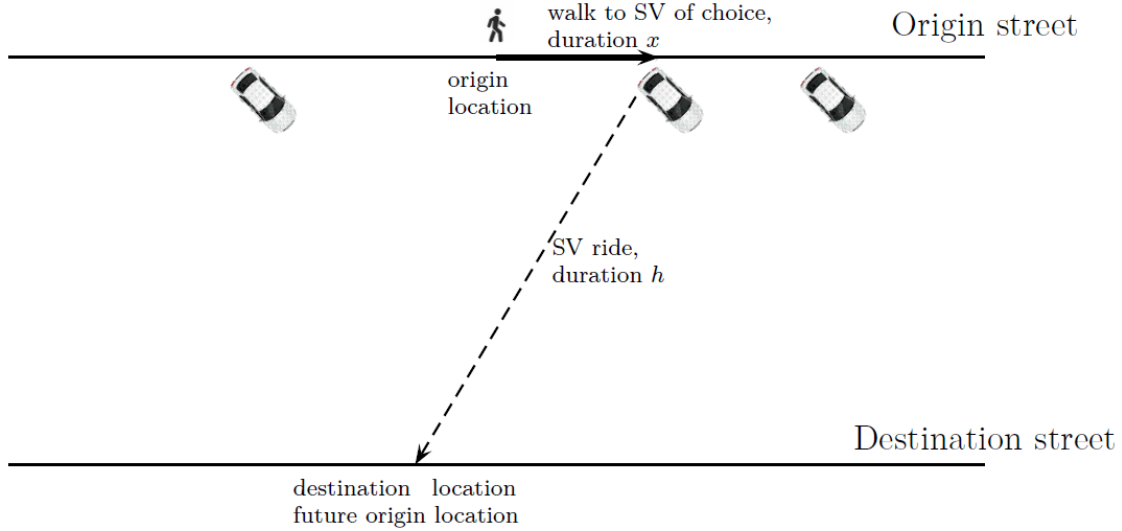 walk to SV of choice,
duration x
Origin street
origin
location
SV ride,
duration h
Destination street
destination location
future origin location